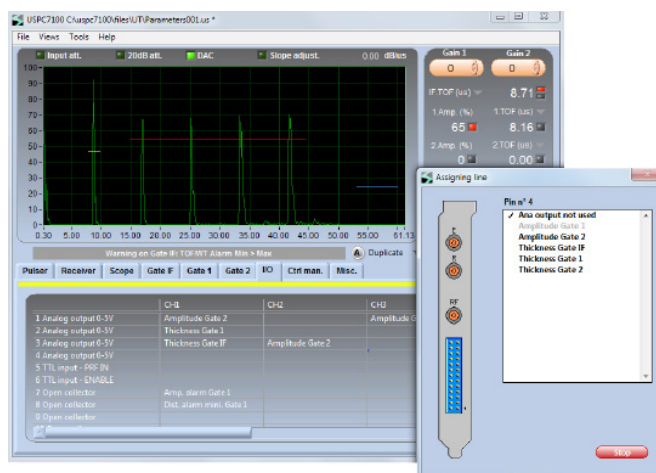 USPC7100 C:\uspc7100\files\UT\Parameters001.us *
File Views Tools Help
Input att. 20dB att. DAC Slope adjust. 0.00 dB/us
Gain 1 Gain 2
0 0
IF.TOF (us) 8.71
1.Amp. (%) 1.TOF (us)
65 8.16
2.Amp. (%) 2.TOF (us)
0 0.00
100
90
80
70
60
50
40
30
20
10
0
0.30 5.00 10.00 15.00 20.00 25.00 30.00 35.00 40.00 45.00 50.00 55.00 61.13
Warning on Gate IF: TOF/WT Alarm Min > Max
A Duplicate
Pulser Receiver Scope Gate IF Gate 1 Gate 2 I/O Ctrl man. Misc.
CH1 CH2 CH3
1 Analog output 0-5V Amplitude Gate 2 Amplitude G
2 Analog output 0-5V Thickness Gate 1
3 Analog output 0-5V Thickness Gate IF Amplitude Gate 2
4 Analog output 0-5V
5 TTL input - PRF IN
6 TTL input - ENABLE
7 Open collector Amp. alarm Gate 1
8 Open collector Dist. alarm mini. Gate 1
9 Open collector
Assigning line
Pin n° 4
E
R
RF
✓ Ana output not used
Amplitude Gate 1
Amplitude Gate 2
Thickness Gate IF
Thickness Gate 1
Thickness Gate 2
Stop